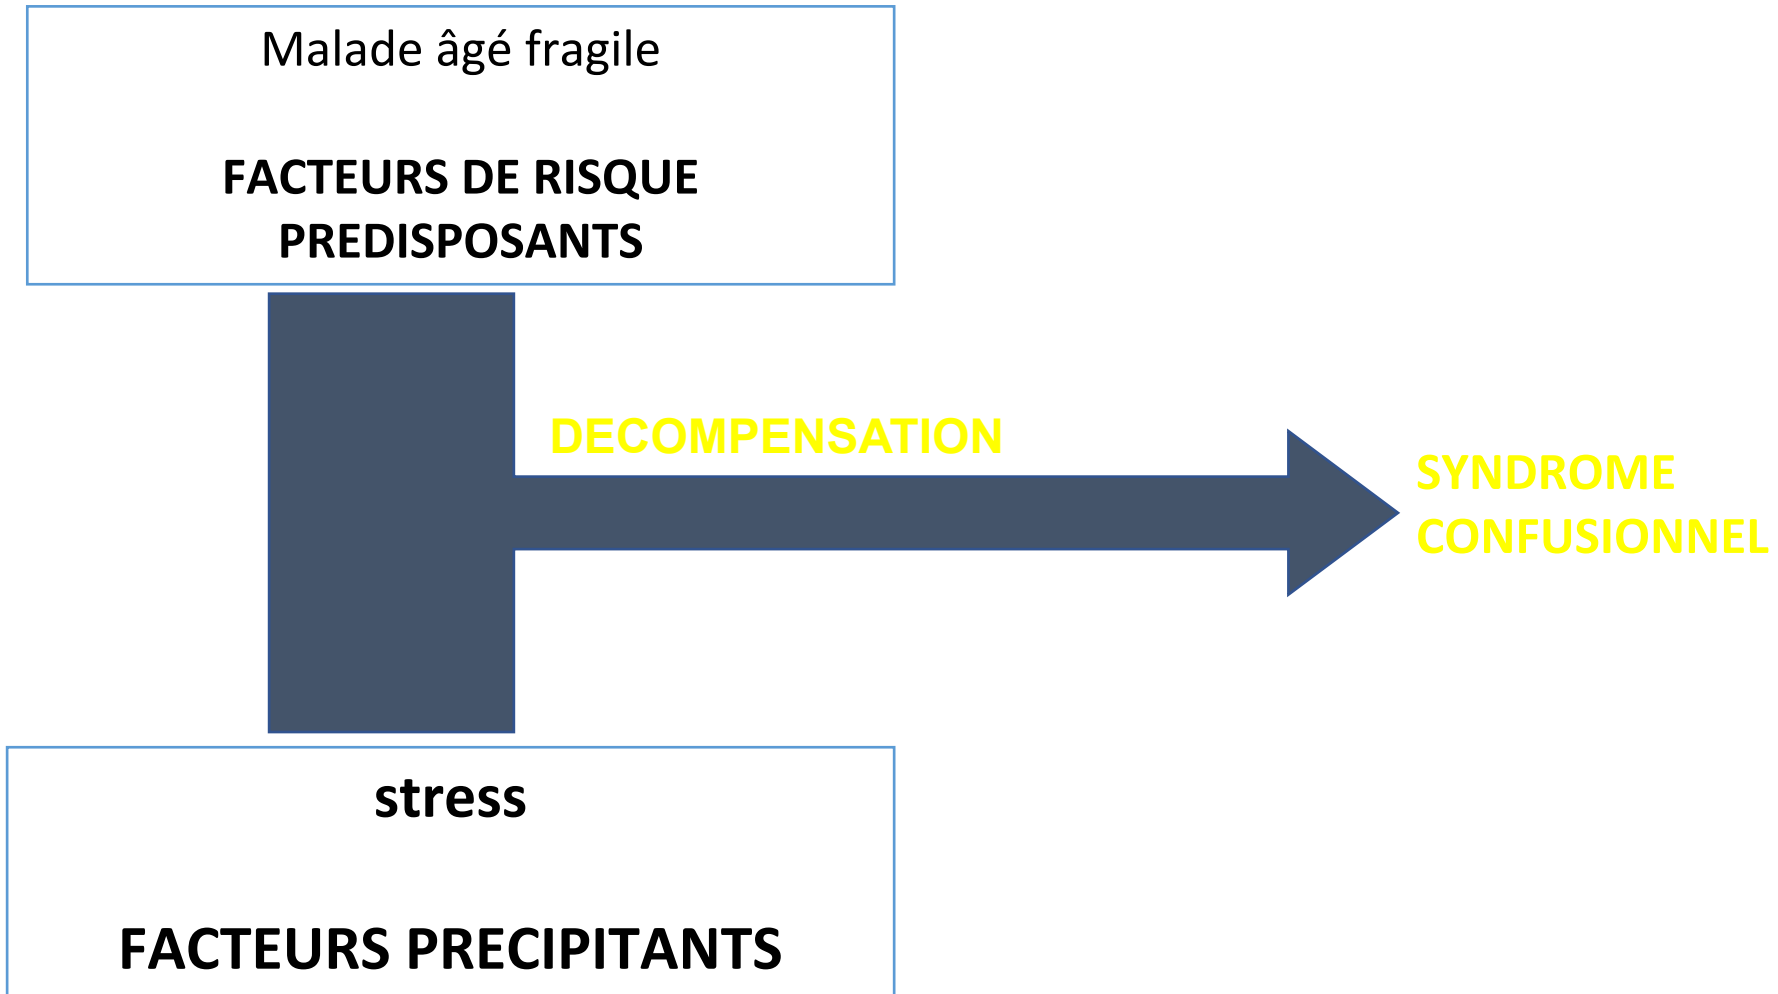 Malade âgé fragile
FACTEURS DE RISQUE
PREDISPOSANTS
DECOMPENSATION
SYNDROME
CONFUSIONNEL
stress
FACTEURS PRECIPITANTS